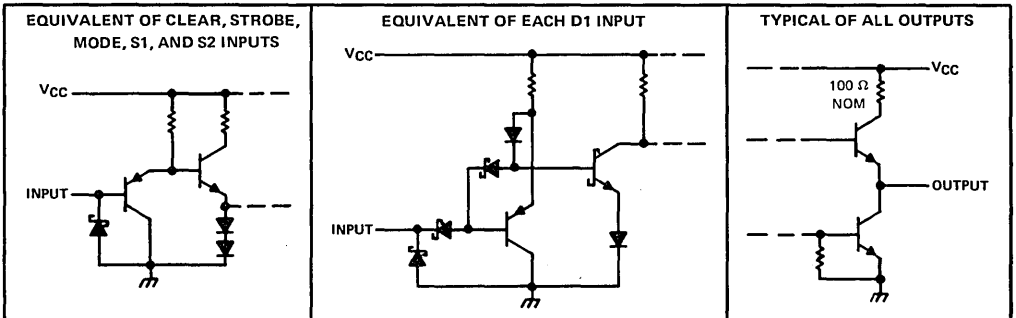 EQUIVALENT OF CLEAR, STROBE,
MODE, S1, AND S2 INPUTS
VCC
INPUT
EQUIVALENT OF EACH D1 INPUT
VCC
INPUT
TYPICAL OF ALL OUTPUTS
VCC
100 Ω
NOM
OUTPUT